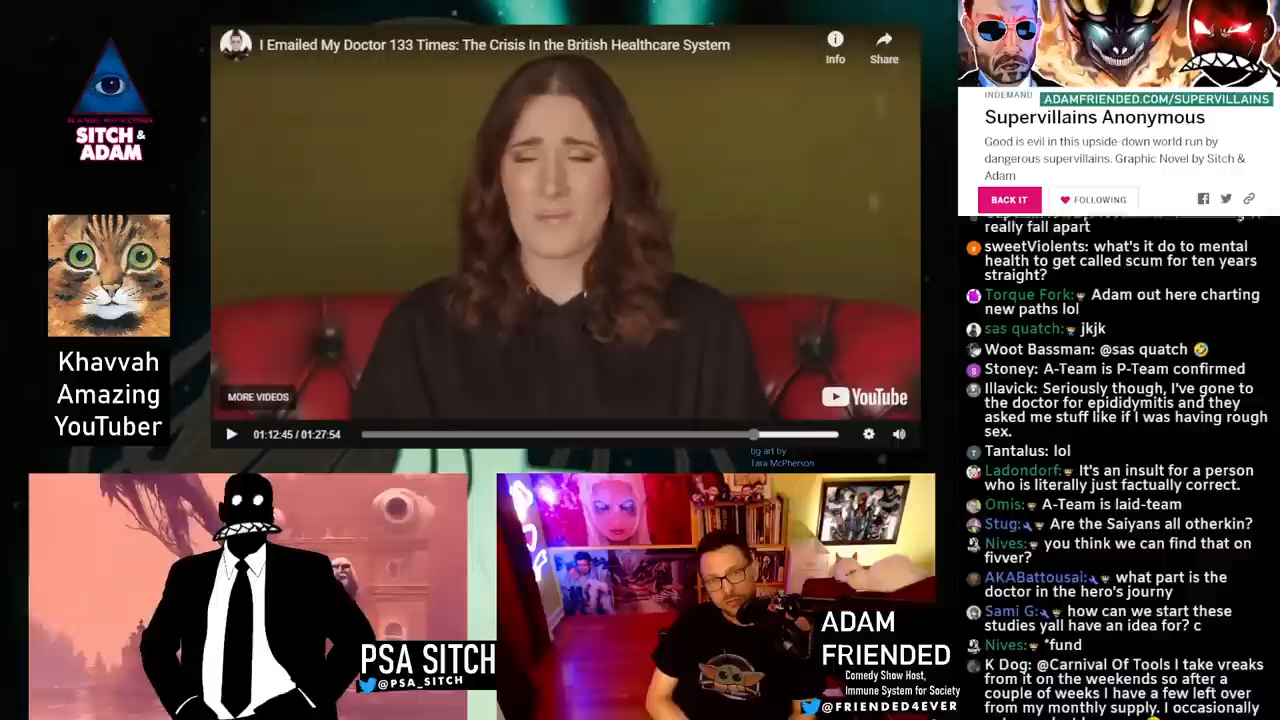 I Emailed My Doctor 133 Times: The Crisis In the British Healthcare System
Info
Share
SITCH &
ADAM
Khavvah
Amazing
YouTuber
MORE VIDEOS
YouTube
01:12:45 / 01:27:54
bg art by
Tara McPherson
PSA SITCH
@PSA_SITCH
ADAM
FRIENDED
Comedy Show Host,
Immune System for Society
@FRIENDED4EVER
INDEMAND
ADAMFRIENDED.COM/SUPERVILLAINS
Supervillains Anonymous
Good is evil in this upside-down world run by
dangerous supervillains. Graphic Novel by Sitch &
Adam
BACK IT
FOLLOWING
really fall apart
sweetViolents: what's it do to mental
health to get called scum for ten years
straight?
Torque Fork: Adam out here charting
new paths lol
sas quatch: jkjk
Woot Bassman: @sas quatch 🤣
Stoney: A-Team is P-Team confirmed
Illavick: Seriously though, I've gone to
the doctor for epididymitis and they
asked me stuff like if I was having rough
sex.
Tantalus: lol
Ladondorf: It's an insult for a person
who is literally just factually correct.
Omis: A-Team is laid-team
Stug: Are the Saiyans all otherkin?
Nives: you think we can find that on
fivver?
AKABattousai: what part is the
doctor in the hero's journy
Sami G: how can we start these
studies yall have an idea for? c
Nives: *fund
K Dog: @Carnival Of Tools I take vreaks
from it on the weekends so after a
couple of weeks I have a few left over
from my monthly supply. I occasionally